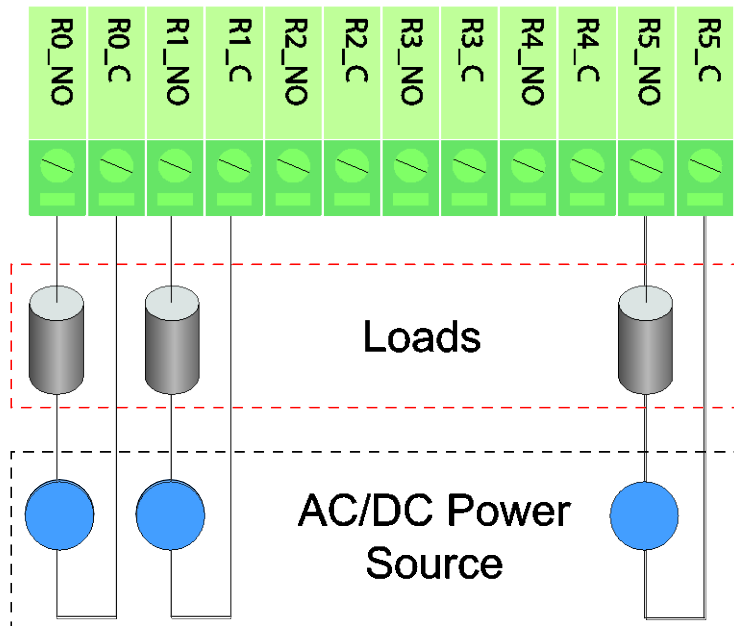 R0_NO
R0_C
R1_NO
R1_C
R2_NO
R2_C
R3_NO
R3_C
R4_NO
R4_C
R5_NO
R5_C
Loads
AC/DC Power
Source